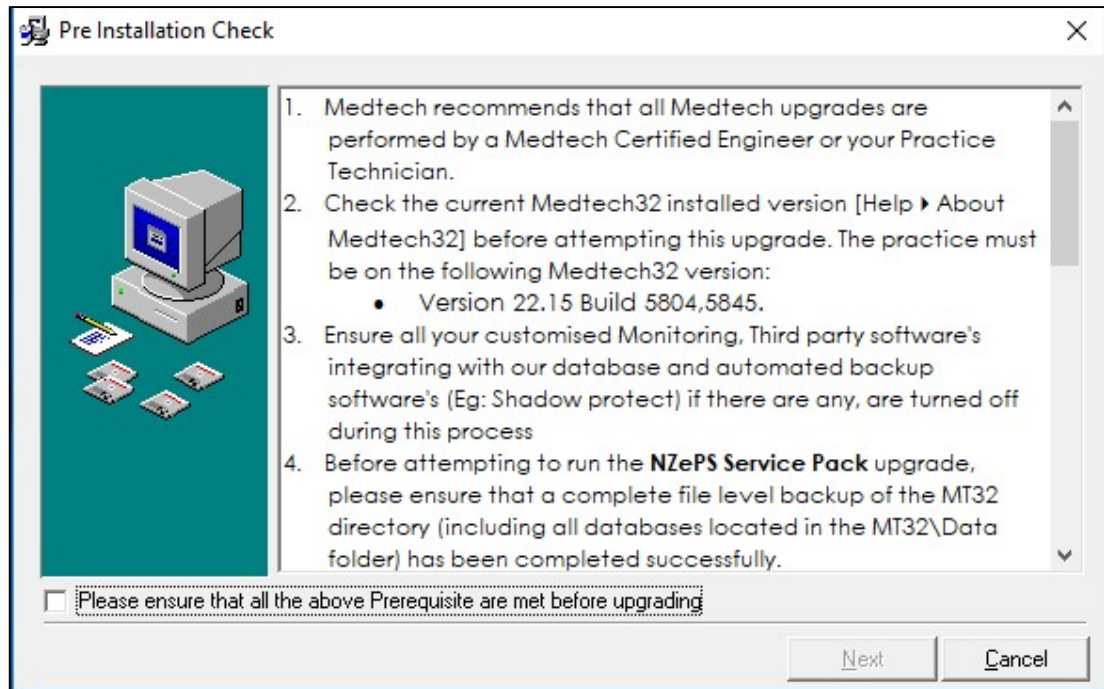 Pre Installation Check
1. Medtech recommends that all Medtech upgrades are
performed by a Medtech Certified Engineer or your Practice
Technician.
2. Check the current Medtech32 installed version [Help ▸ About
Medtech32] before attempting this upgrade. The practice must
be on the following Medtech32 version:
• Version 22.15 Build 5804,5845.
3. Ensure all your customised Monitoring, Third party software's
integrating with our database and automated backup
software's (Eg: Shadow protect) if there are any, are turned off
during this process
4. Before attempting to run the NZePS Service Pack upgrade,
please ensure that a complete file level backup of the MT32
directory (including all databases located in the MT32\Data
folder) has been completed successfully.
Please ensure that all the above Prerequisite are met before upgrading
Next Cancel